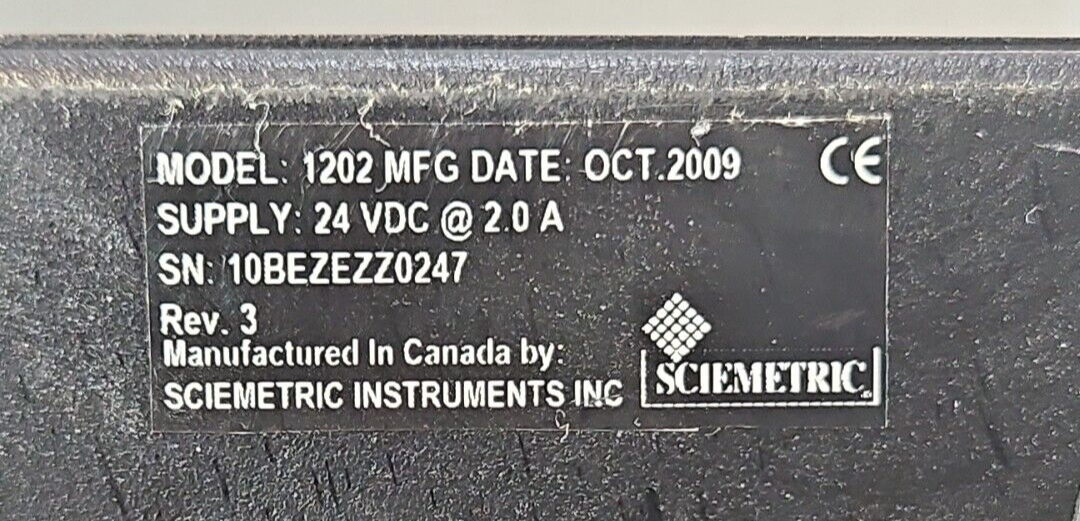 MODEL: 1202 MFG DATE: OCT.2009 CE
SUPPLY: 24 VDC @ 2.0 A
SN: 10BEZEZZ0247
Rev. 3
Manufactured In Canada by:
SCIEMETRIC INSTRUMENTS INC
SCIEMETRIC